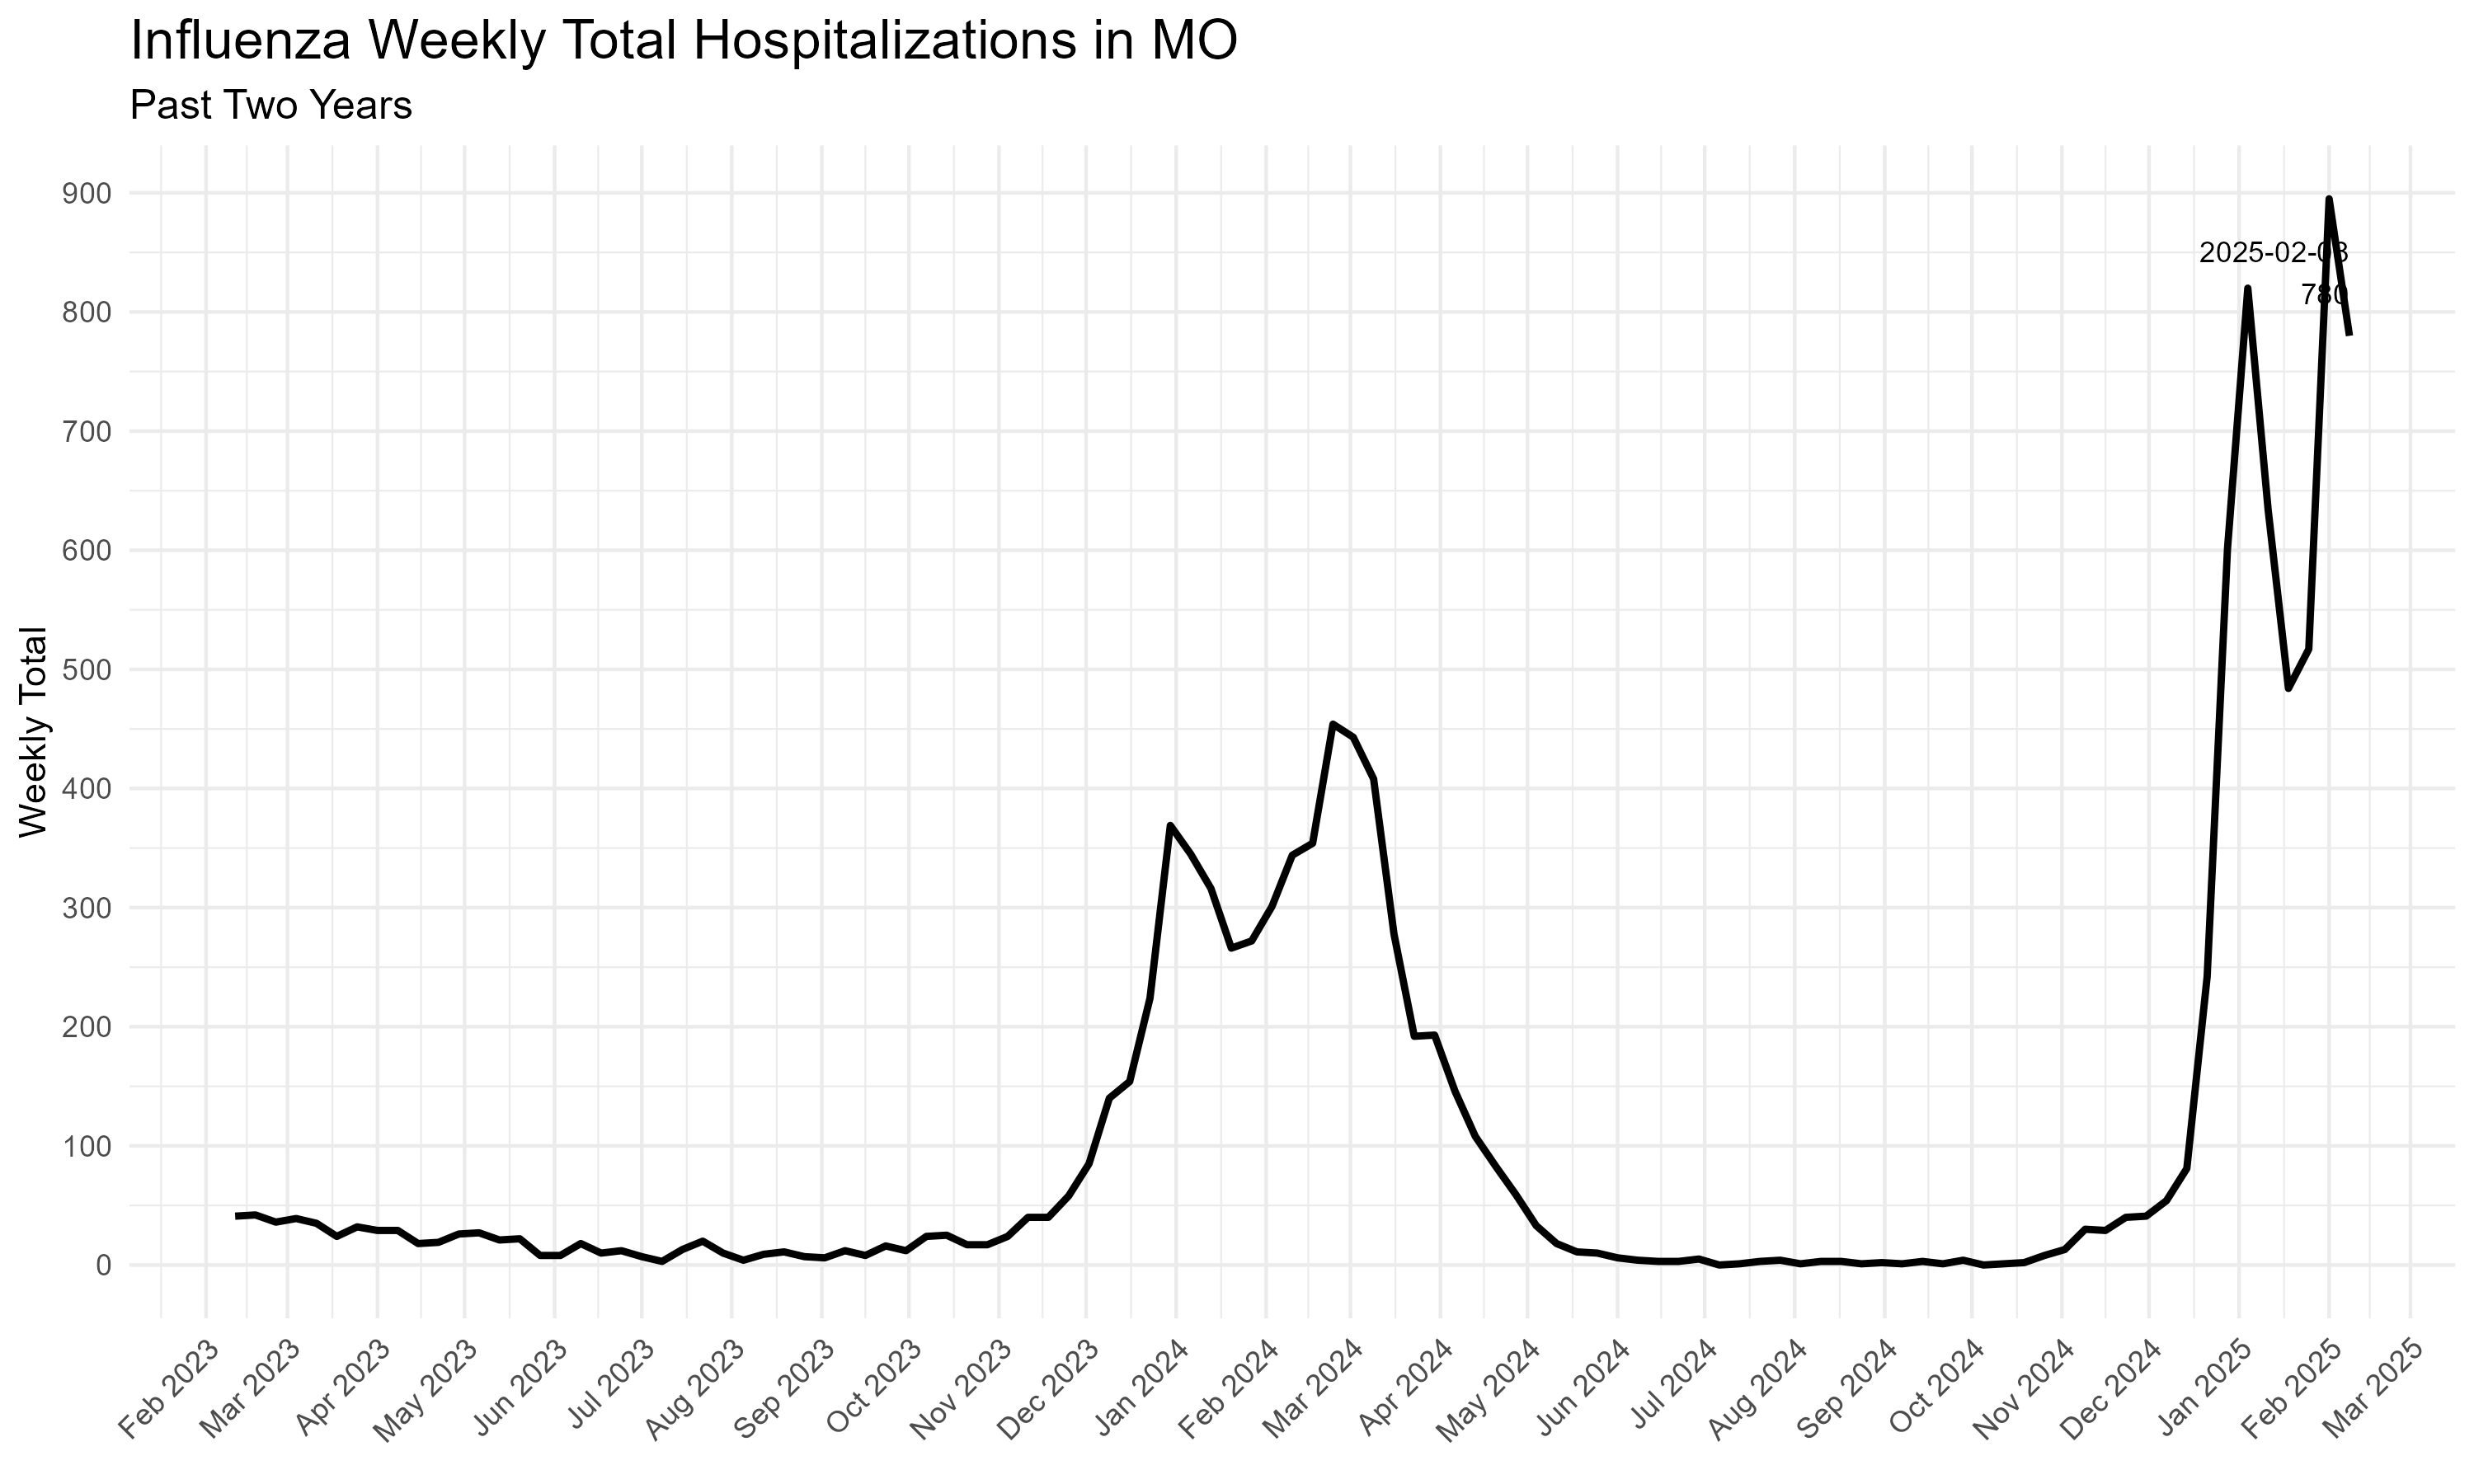 Influenza Weekly Total Hospitalizations in MO
Past Two Years
Weekly Total
900
800
700
600
500
400
300
200
100
0
2025-02-08
780
Feb 2023
Mar 2023
Apr 2023
May 2023
Jun 2023
Jul 2023
Aug 2023
Sep 2023
Oct 2023
Nov 2023
Dec 2023
Jan 2024
Feb 2024
Mar 2024
Apr 2024
May 2024
Jun 2024
Jul 2024
Aug 2024
Sep 2024
Oct 2024
Nov 2024
Dec 2024
Jan 2025
Feb 2025
Mar 2025